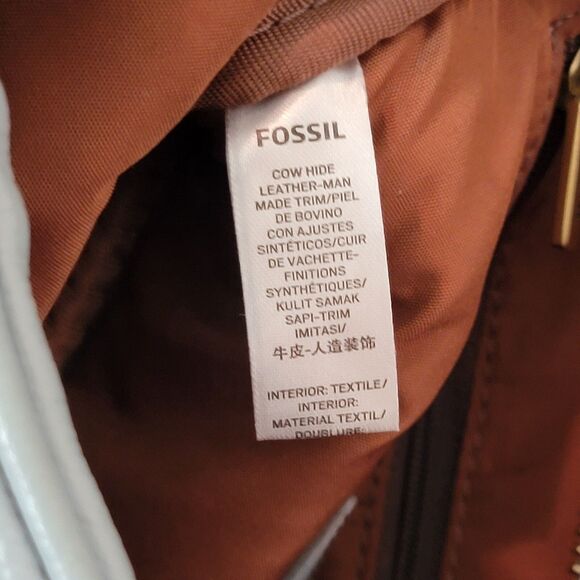 FOSSIL
COW HIDE
LEATHER-MAN
MADE TRIM/PIEL
DE BOVINO
CON AJUSTES
SINTÉTICOS/CUIR
DE VACHETTE-
FINITIONS
SYNTHÉTIQUES/
KULIT SAMAK
SAPI-TRIM
IMITASI/
牛皮-人造装饰
INTERIOR: TEXTILE/
INTERIOR:
MATERIAL TEXTIL/
DOUBLURE: